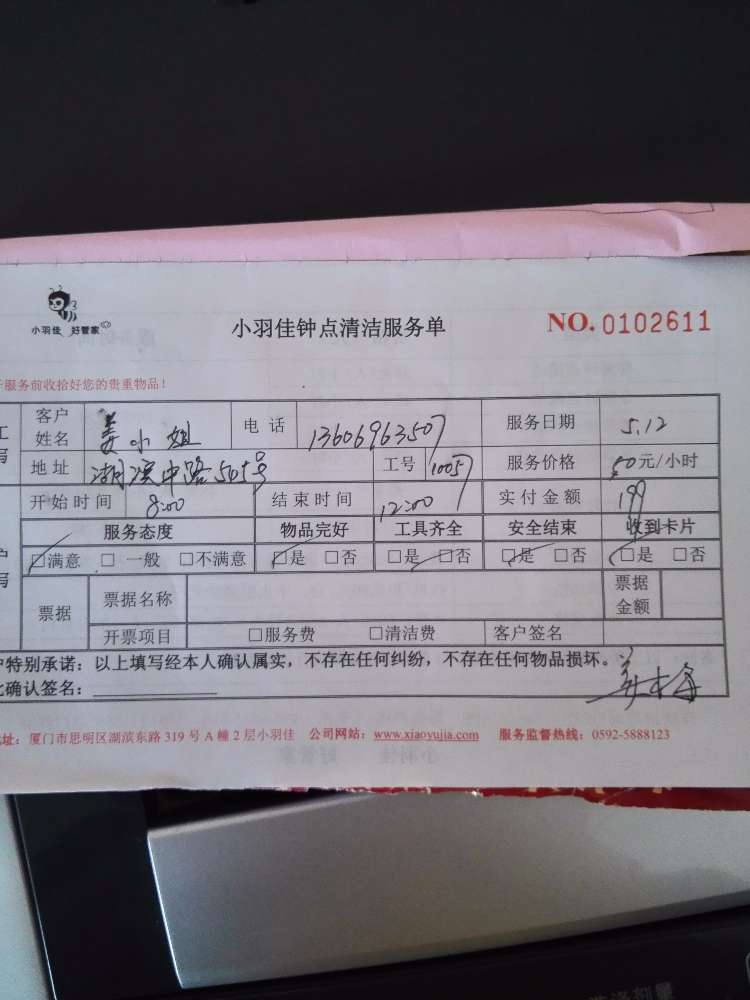 小羽佳 好管家
小羽佳钟点清洁服务单
NO. 0102611
服务前收拾好您的贵重物品！
客户姓名 姜小姐 电话 13606963507 服务日期 5.12
地址 湖滨中路505号 工号 1005 服务价格 50元/小时
开始时间 8:00 结束时间 12:00 实付金额 199
服务态度 物品完好 工具齐全 安全结束 收到卡片
□满意 □一般 □不满意 □是 □否 □是 □否 □是 □否 □是 □否
票据 票据名称 票据金额
开票项目 □服务费 □清洁费 客户签名
户特别承诺：以上填写经本人确认属实，不存在任何纠纷，不存在任何物品损坏。
比确认签名：
地址：厦门市思明区湖滨东路 319 号 A 幢 2 层小羽佳 公司网站：www.xiaoyujia.com 服务监督热线：0592-5888123